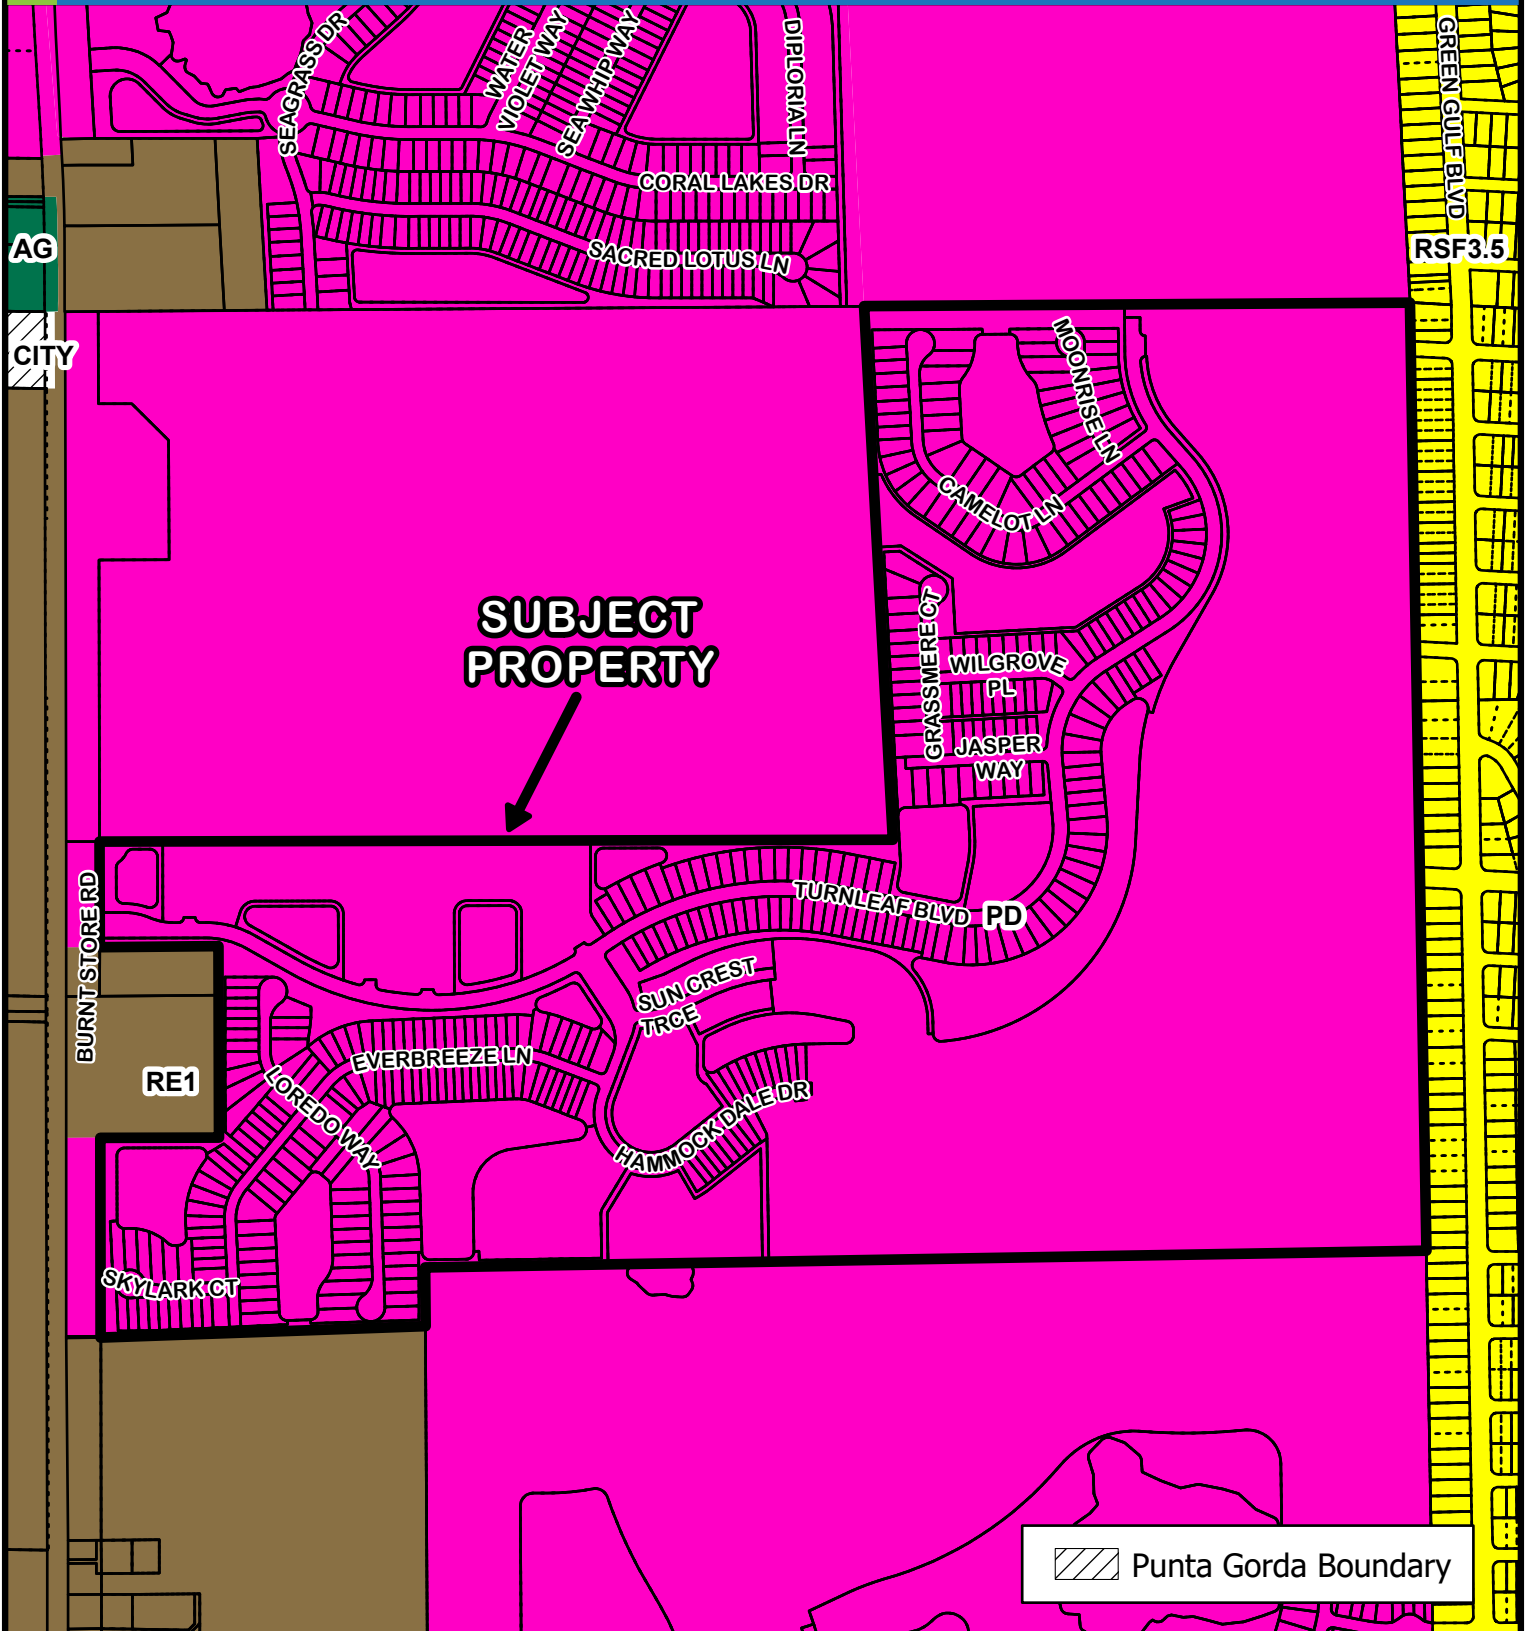 SEAGRASS DR
WATER
VIOLET WAY
SEA WHIP WAY
DIPLORIA LN
GREEN GULF BLVD
CORAL LAKES DR
SACRED LOTUS LN
AG
RSF3.5
CITY
MOONRISE LN
CAMELOT LN
SUBJECT
PROPERTY
GRASSMERE CT
WILGROVE
PL
JASPER
WAY
BURNT STORE RD
TURNLEAF BLVD
PD
SUN CREST
TRCE
EVERBREEZE LN
RE1
LOREDO WAY
HAMMOCK DALE DR
SKYLARK CT
Punta Gorda Boundary